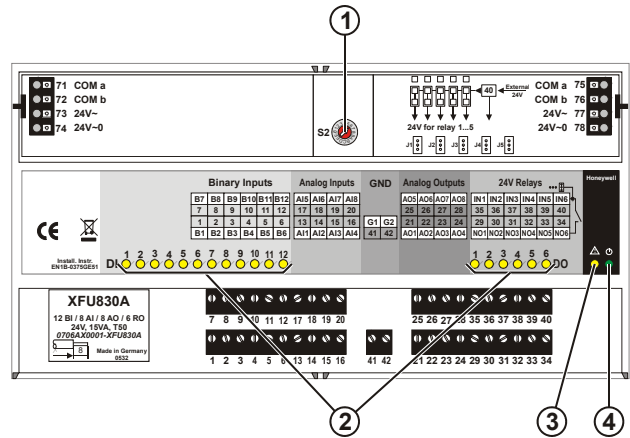 1
71 COM a
72 COM b
73 24V~
74 24V~0
S2
40
External
24V
24V for relay 1...5
J1 J2 J3 J4 J5
COM a 75
COM b 76
24V~ 77
24V~0 78
Binary Inputs Analog Inputs GND Analog Outputs 24V Relays
Honeywell
B7 B8 B9 B10 B11 B12 AI5 AI6 AI7 AI8 AO5 AO6 AO7 AO8 IN1 IN2 IN3 IN4 IN5 IN6
7 8 9 10 11 12 17 18 19 20 25 26 27 28 35 36 37 38 39 40
1 2 3 4 5 6 13 14 15 16 G1 G2 21 22 23 24 29 30 31 32 33 34
B1 B2 B3 B4 B5 B6 AI1 AI2 AI3 AI4 41 42 AO1 AO2 AO3 AO4 NO1 NO2 NO3 NO4 NO5 NO6
CE
Install. Instr.
EN1B-0375GE51
DI 1 2 3 4 5 6 7 8 9 10 11 12
1 2 3 4 5 6 DO
XFU830A
12 BI / 8 AI / 8 AO / 6 RO
24V, 15VA, T50
0706AX0001-XFU830A
8
Made in Germany
0532
7 8 9 10 11 12 17 18 19 20
25 26 27 28 35 36 37 38 39 40
1 2 3 4 5 6 13 14 15 16
41 42
21 22 23 24 29 30 31 32 33 34
2
3
4